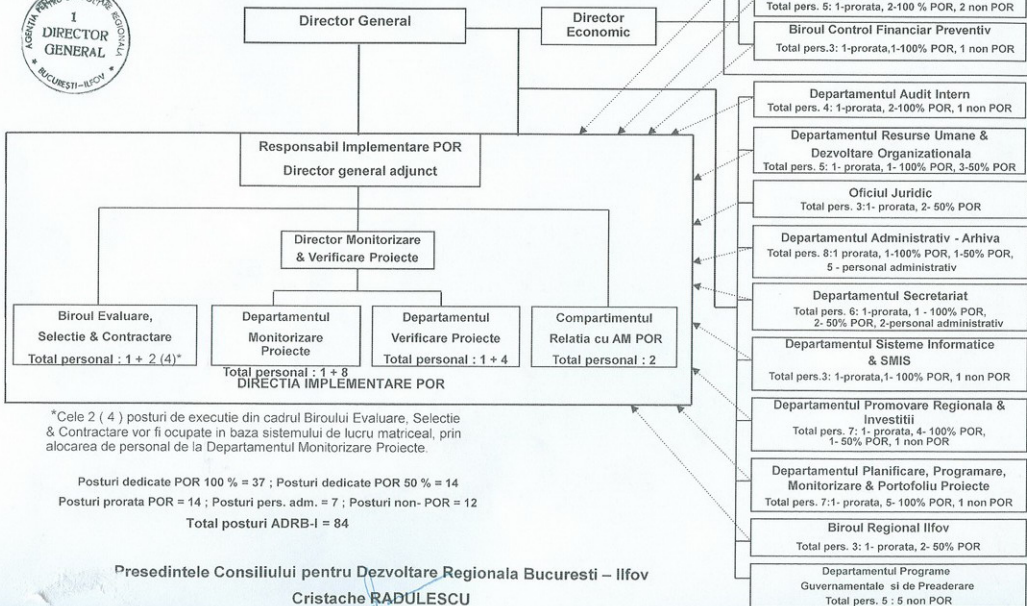 AGENTIA
REGIONALA
1
DIRECTOR
GENERAL
* BUCURESTI-ILFOV *
Director General
Director
Economic
Total pers. 5: 1-prorata, 2-100 % POR, 2 non POR
Biroul Control Financiar Preventiv
Total pers.3: 1-prorata,1-100% POR, 1 non POR
Departamentul Audit Intern
Total pers. 4: 1-prorata, 2-100% POR, 1 non POR
Departamentul Resurse Umane &
Dezvoltare Organizationala
Total pers. 5: 1- prorata, 1- 100% POR, 3-50% POR
Oficiul Juridic
Total pers. 3:1- prorata, 2- 50% POR
Departamentul Administrativ - Arhiva
Total pers. 8:1 prorata, 1-100% POR, 1-50% POR,
5 - personal administrativ
Departamentul Secretariat
Total pers. 6: 1-prorata, 1 - 100% POR,
2- 50% POR, 2-personal administrativ
Departamentul Sisteme Informatice
& SMIS
Total pers.3: 1-prorata,1- 100% POR, 1 non POR
Departamentul Promovare Regionala &
Investitii
Total pers. 7: 1- prorata, 4- 100% POR,
1- 50% POR, 1 non POR
Departamentul Planificare, Programare,
Monitorizare & Portofoliu Proiecte
Total pers. 7:1- prorata, 5- 100% POR, 1 non POR
Biroul Regional Ilfov
Total pers. 3: 1- prorata, 2- 50% POR
Departamentul Programe
Guvernamentale si de Preaderare
Total pers. 5 : 5 non POR
Responsabil Implementare POR
Director general adjunct
Director Monitorizare
& Verificare Proiecte
Biroul Evaluare,
Selectie & Contractare
Total personal : 1 + 2 (4)*
Departamentul
Monitorizare
Proiecte
Total personal : 1 + 8
Departamentul
Verificare Proiecte
Total personal : 1 + 4
Compartimentul
Relatia cu AM POR
Total personal : 2
DIRECTIA IMPLEMENTARE POR
*Cele 2 ( 4 ) posturi de executie din cadrul Biroului Evaluare, Selectie
& Contractare vor fi ocupate in baza sistemului de lucru matriceal, prin
alocarea de personal de la Departamentul Monitorizare Proiecte.
Posturi dedicate POR 100 % = 37 ; Posturi dedicate POR 50 % = 14
Posturi prorata POR = 14 ; Posturi pers. adm. = 7 ; Posturi non- POR = 12
Total posturi ADRB-I = 84
Presedintele Consiliului pentru Dezvoltare Regionala Bucuresti – Ilfov
Cristache RADULESCU